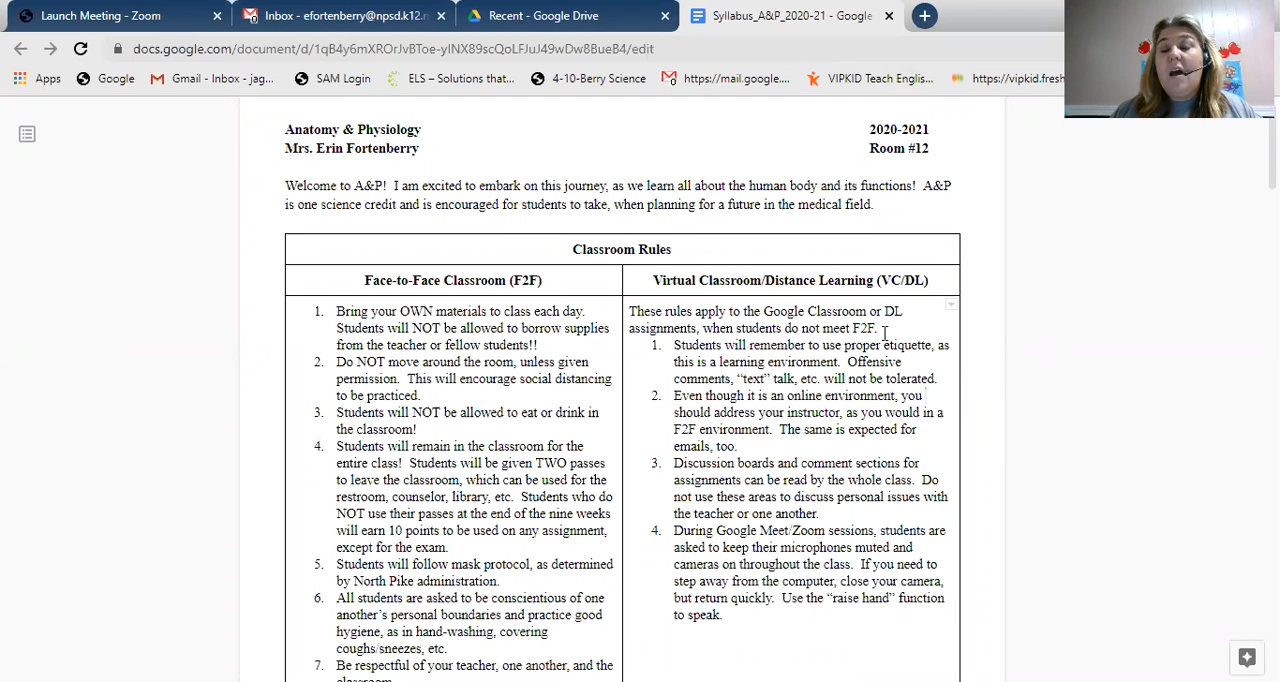 Launch Meeting - Zoom
Inbox - efortenberry@npsd.k12.n
Recent - Google Drive
Syllabus_A&P_2020-21 - Google
docs.google.com/document/d/1qB4y6mXROrJvBToe-yINX89scQoLFJuJ49wDw8BueB4/edit
Apps
Google
Gmail - Inbox - jag...
SAM Login
ELS – Solutions that...
4-10-Berry Science
https://mail.google....
VIPKID Teach Englis...
https://vipkid.fresh
Anatomy & Physiology
2020-2021
Mrs. Erin Fortenberry
Room #12
Welcome to A&P! I am excited to embark on this journey, as we learn all about the human body and its functions! A&P
is one science credit and is encouraged for students to take, when planning for a future in the medical field.
Classroom Rules
Face-to-Face Classroom (F2F)
Virtual Classroom/Distance Learning (VC/DL)
1. Bring your OWN materials to class each day.
Students will NOT be allowed to borrow supplies
from the teacher or fellow students!!
2. Do NOT move around the room, unless given
permission. This will encourage social distancing
to be practiced.
3. Students will NOT be allowed to eat or drink in
the classroom!
4. Students will remain in the classroom for the
entire class! Students will be given TWO passes
to leave the classroom, which can be used for the
restroom, counselor, library, etc. Students who do
NOT use their passes at the end of the nine weeks
will earn 10 points to be used on any assignment,
except for the exam.
5. Students will follow mask protocol, as determined
by North Pike administration.
6. All students are asked to be conscientious of one
another's personal boundaries and practice good
hygiene, as in hand-washing, covering
coughs/sneezes, etc.
7. Be respectful of your teacher, one another, and the
classroom.
These rules apply to the Google Classroom or DL
assignments, when students do not meet F2F.
1. Students will remember to use proper etiquette, as
this is a learning environment. Offensive
comments, "text" talk, etc. will not be tolerated.
2. Even though it is an online environment, you
should address your instructor, as you would in a
F2F environment. The same is expected for
emails, too.
3. Discussion boards and comment sections for
assignments can be read by the whole class. Do
not use these areas to discuss personal issues with
the teacher or one another.
4. During Google Meet/Zoom sessions, students are
asked to keep their microphones muted and
cameras on throughout the class. If you need to
step away from the computer, close your camera,
but return quickly. Use the "raise hand" function
to speak.